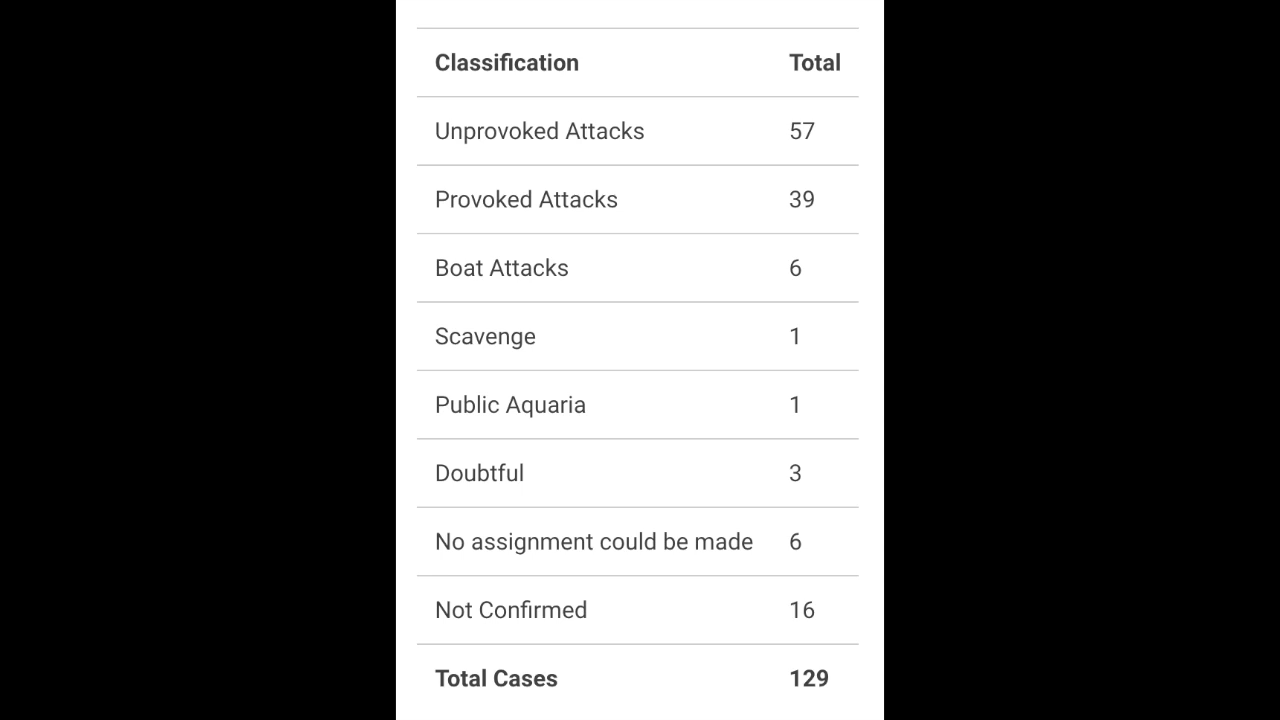 Classification Total
Unprovoked Attacks 57
Provoked Attacks 39
Boat Attacks 6
Scavenge 1
Public Aquaria 1
Doubtful 3
No assignment could be made 6
Not Confirmed 16
Total Cases 129